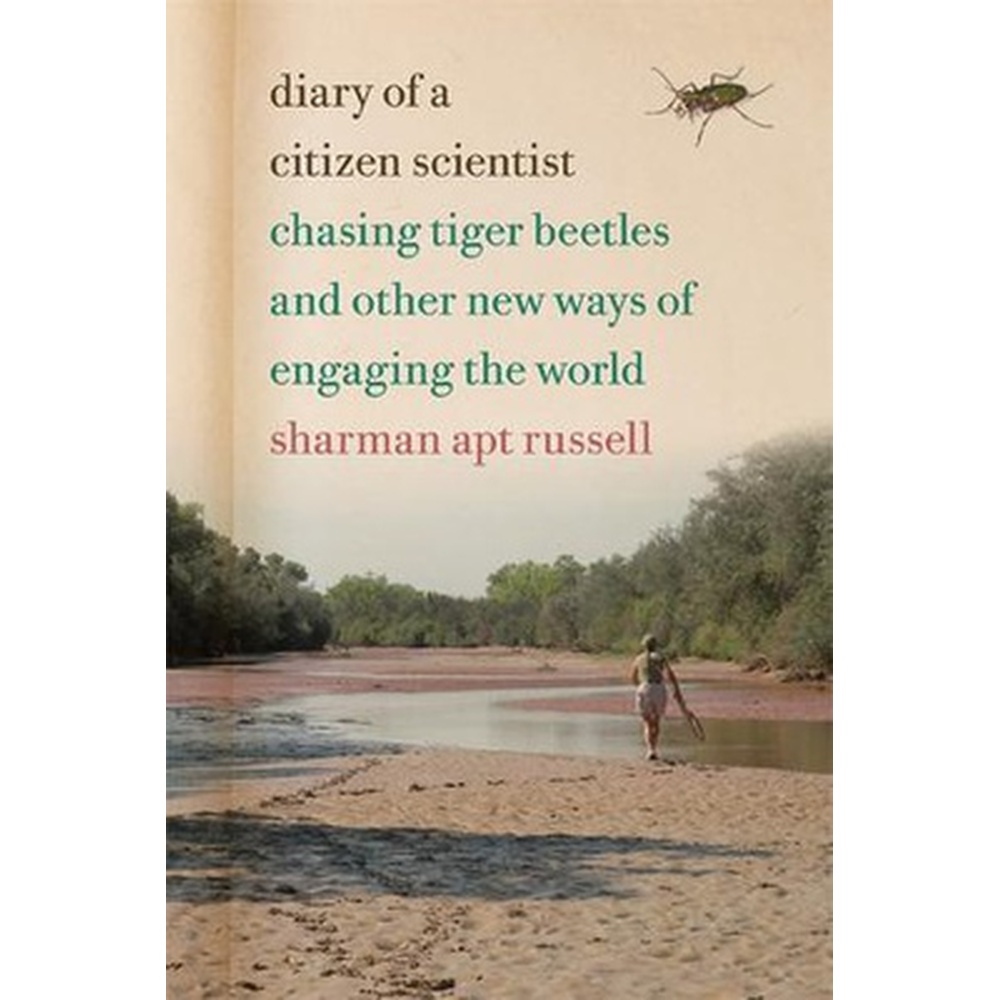 diary of a
citizen scientist
chasing tiger beetles
and other new ways of
engaging the world
sharman apt russell